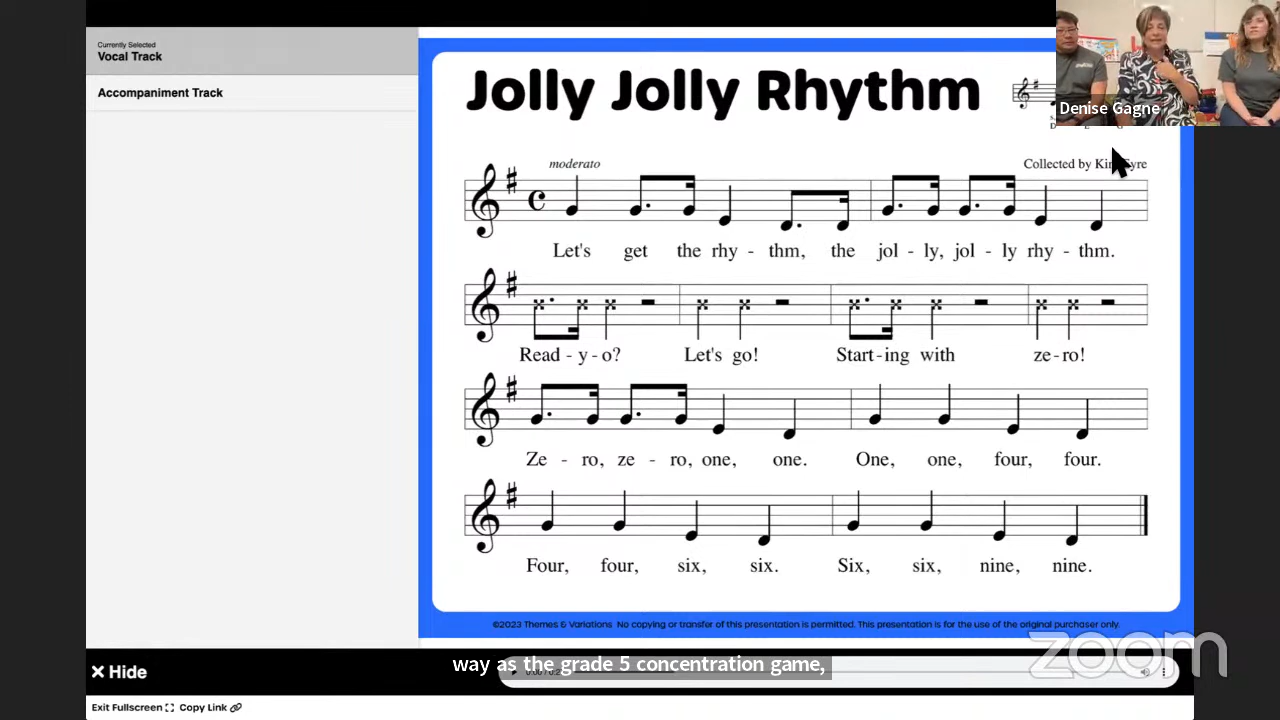 Currently Selected
Vocal Track
Accompaniment Track
Jolly Jolly Rhythm
Denise Gagne
moderato
Collected by Kim Eyre
Let's get the rhy - thm, the jol - ly, jol - ly rhy - thm.
Read - y - o? Let's go! Start - ing with ze - ro!
Ze - ro, ze - ro, one, one. One, one, four, four.
Four, four, six, six. Six, six, nine, nine.
©2023 Themes & Variations No copying or transfer of this presentation is permitted. This presentation is for the use of the original purchaser only.
way as the grade 5 concentration game,
zoom
X Hide
Exit Fullscreen Copy Link